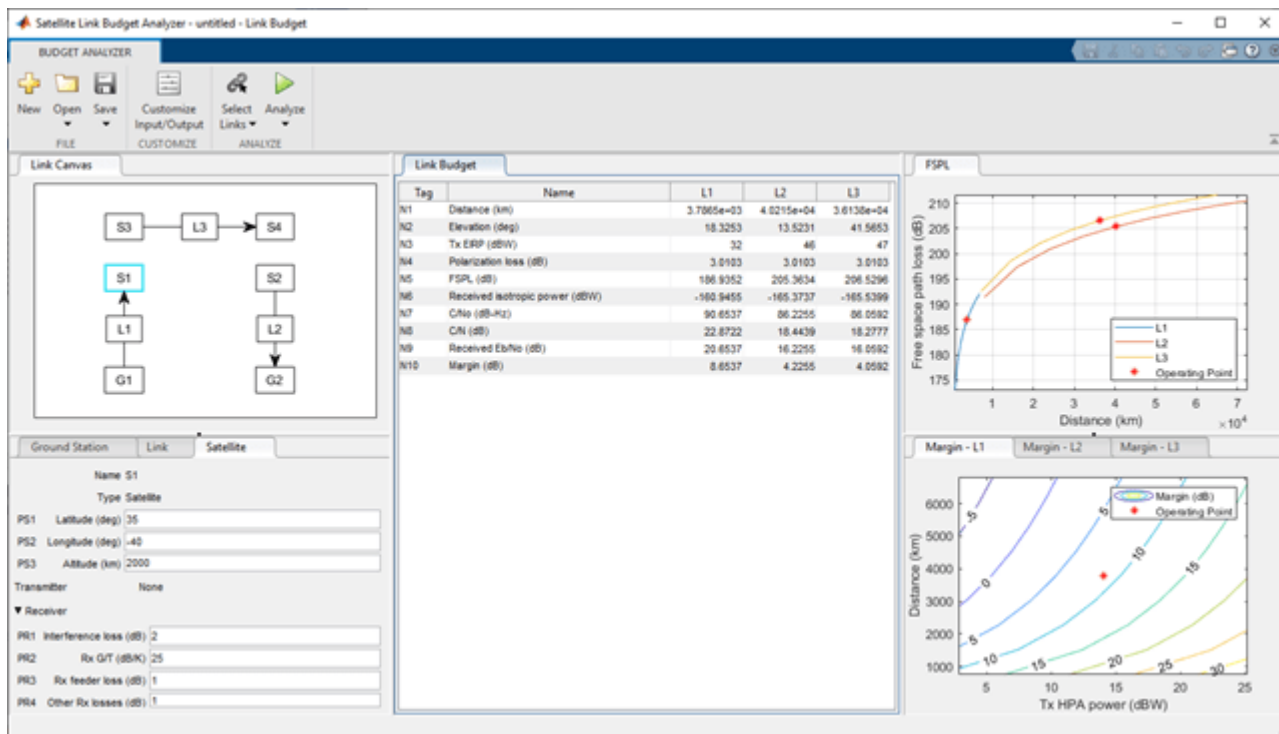 Satellite Link Budget Analyzer - untitled - Link Budget
BUDGET ANALYZER
New Open Save Customize Input/Output Select Links Analyze
FILE CUSTOMIZE ANALYZE
Link Canvas
S3 L3 S4
S1 S2
L1 L2
G1 G2
Ground Station Link Satellite
Name S1
Type Satellite
PS1 Latitude (deg) 35
PS2 Longitude (deg) -40
PS3 Altitude (km) 2000
Transmitter None
Receiver
PR1 Interference loss (dB) 2
PR2 Rx G/T (dB/K) 25
PR3 Rx feeder loss (dB) 1
PR4 Other Rx losses (dB) 1
Link Budget
Tag Name L1 L2 L3
N1 Distance (km) 3.7865e+03 4.0215e+04 3.6138e+04
N2 Elevation (deg) 18.3253 13.5231 41.5653
N3 Tx EIRP (dBW) 32 46 47
N4 Polarization loss (dB) 3.0103 3.0103 3.0103
N5 FSPL (dB) 186.9352 205.3634 206.5296
N6 Received isotropic power (dBW) -160.9455 -165.3737 -165.5399
N7 C/No (dB-Hz) 90.6537 86.2255 86.0592
N8 C/N (dB) 22.8722 18.4439 18.2777
N9 Received Eb/No (dB) 20.6537 16.2255 16.0592
N10 Margin (dB) 8.6537 4.2255 4.0592
FSPL
Free space path loss (dB)
210
205
200
195
190
185
180
175
L1
L2
L3
Operating Point
1 2 3 4 5 6 7
Distance (km) ×10⁴
Margin - L1 Margin - L2 Margin - L3
Distance (km)
6000
5000
4000
3000
2000
1000
Margin (dB)
Operating Point
-5 5
10
0 15
5
10 15 20 25 30
5 10 15 20 25
Tx HPA power (dBW)